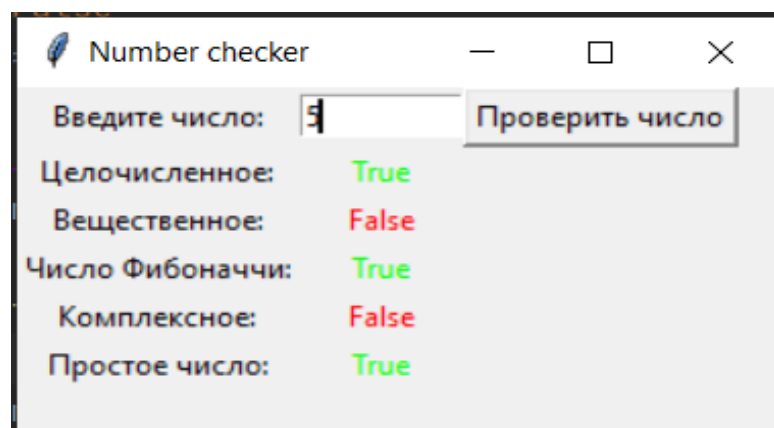 Number checker
Введите число: 5 Проверить число
Целочисленное: True
Вещественное: False
Число Фибоначчи: True
Комплексное: False
Простое число: True